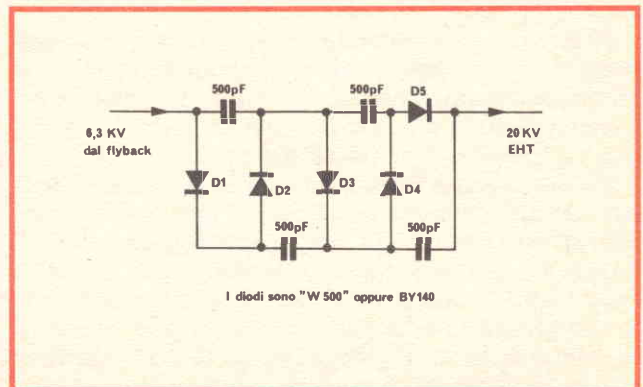 500pF
500pF
D5
6,3 KV
dal flyback
20 KV
EHT
D1
D2
D3
D4
500pF
500pF
I diodi sono "W 500" oppure BY140